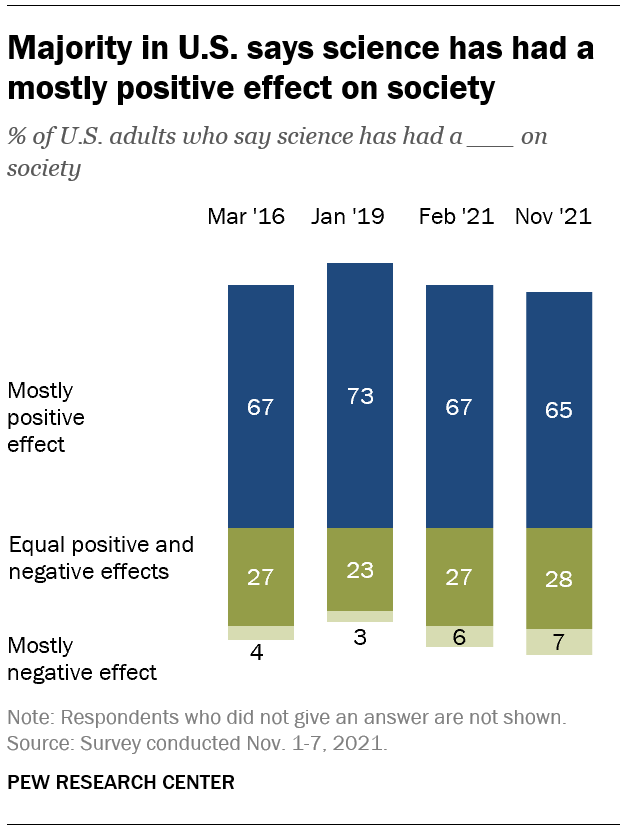 Majority in U.S. says science has had a
mostly positive effect on society
% of U.S. adults who say science has had a ___ on
society
Mar '16 Jan '19 Feb '21 Nov '21
Mostly
positive
effect
67 73 67 65
Equal positive and
negative effects
27 23 27 28
Mostly
negative effect
4 3 6 7
Note: Respondents who did not give an answer are not shown.
Source: Survey conducted Nov. 1-7, 2021.
PEW RESEARCH CENTER